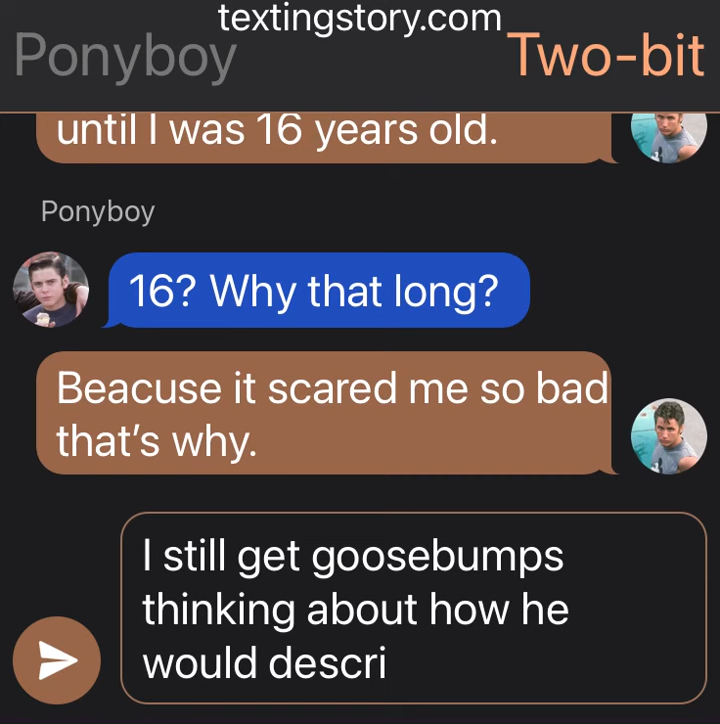 textingstory.com
Ponyboy Two-bit
until I was 16 years old.
Ponyboy
16? Why that long?
Beacuse it scared me so bad
that's why.
I still get goosebumps
thinking about how he
would descri